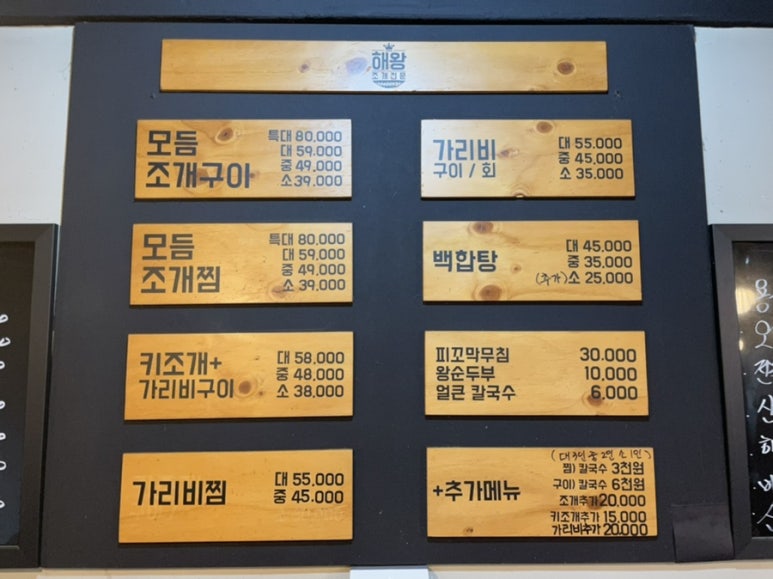 해왕
조개전문
모듬
조개구이
특대 80,000
대 59,000
중 49,000
소 39,000
가리비
구이 / 회
대 55,000
중 45,000
소 35,000
모듬
조개찜
특대 80,000
대 59,000
중 49,000
소 39,000
백합탕
대 45,000
중 35,000
(추가) 소 25,000
키조개+
가리비구이
대 58,000
중 48,000
소 38,000
피꼬막무침 30,000
왕순두부 10,000
얼큰 칼국수 6,000
가리비찜
대 55,000
중 45,000
+추가메뉴
(대 3인 중 2인 소 1인)
찜) 칼국수 3천원
구이) 칼국수 6천원
조개추가 20,000
키조개추가 15,000
가리비추가 20,000